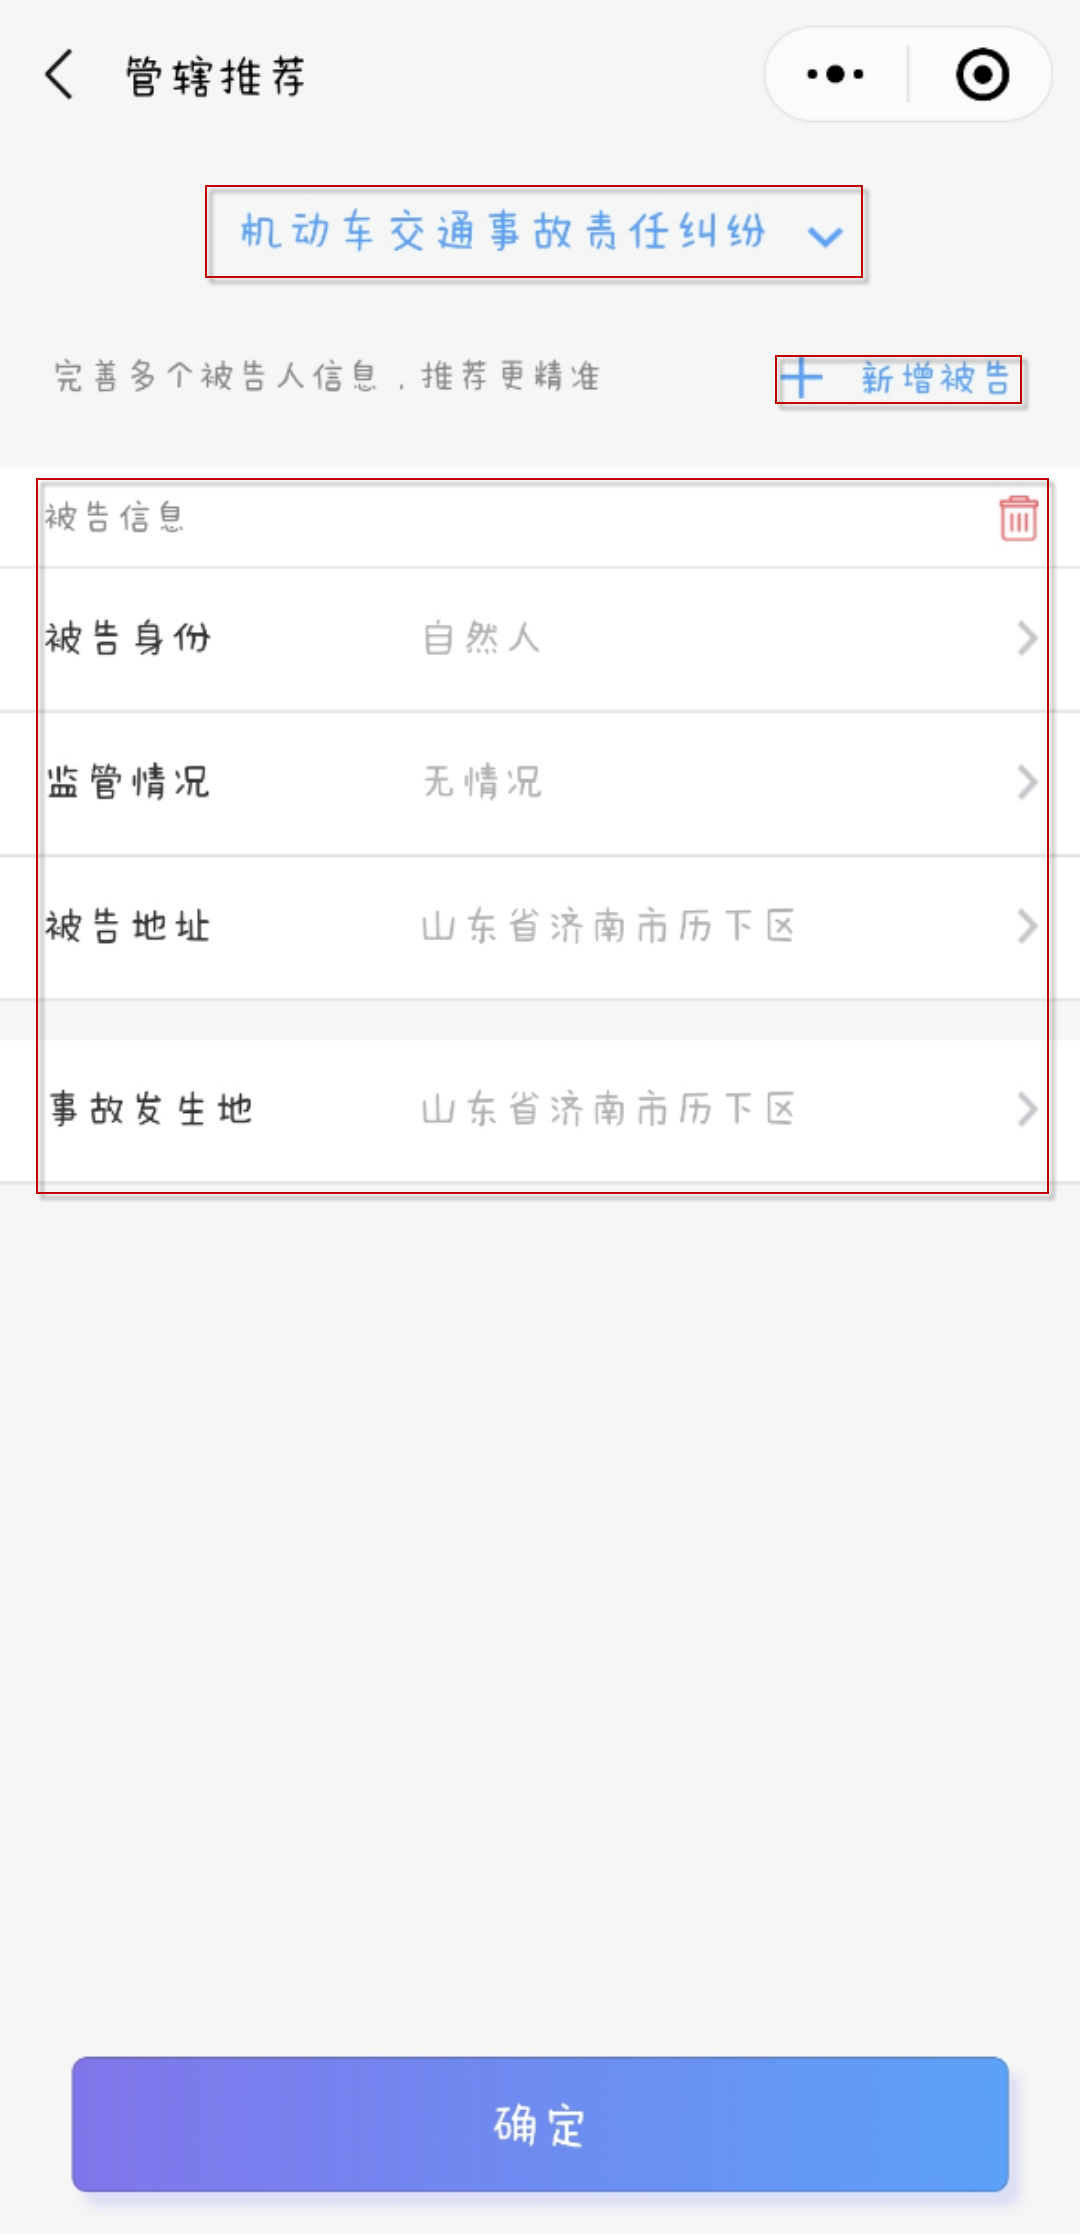 管辖推荐
机动车交通事故责任纠纷
完善多个被告人信息，推荐更精准
新增被告
被告信息
被告身份 自然人
监管情况 无情况
被告地址 山东省济南市历下区
事故发生地 山东省济南市历下区
确定